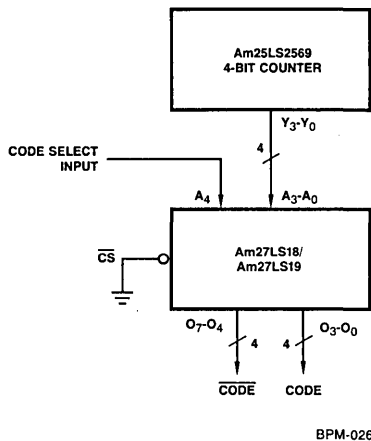 Am25LS2569
4-BIT COUNTER
Y3-Y0
4
CODE SELECT
INPUT
A4
A3-A0
CS
Am27LS18/
Am27LS19
O7-O4
4
4
O3-O0
CODE
CODE
BPM-026